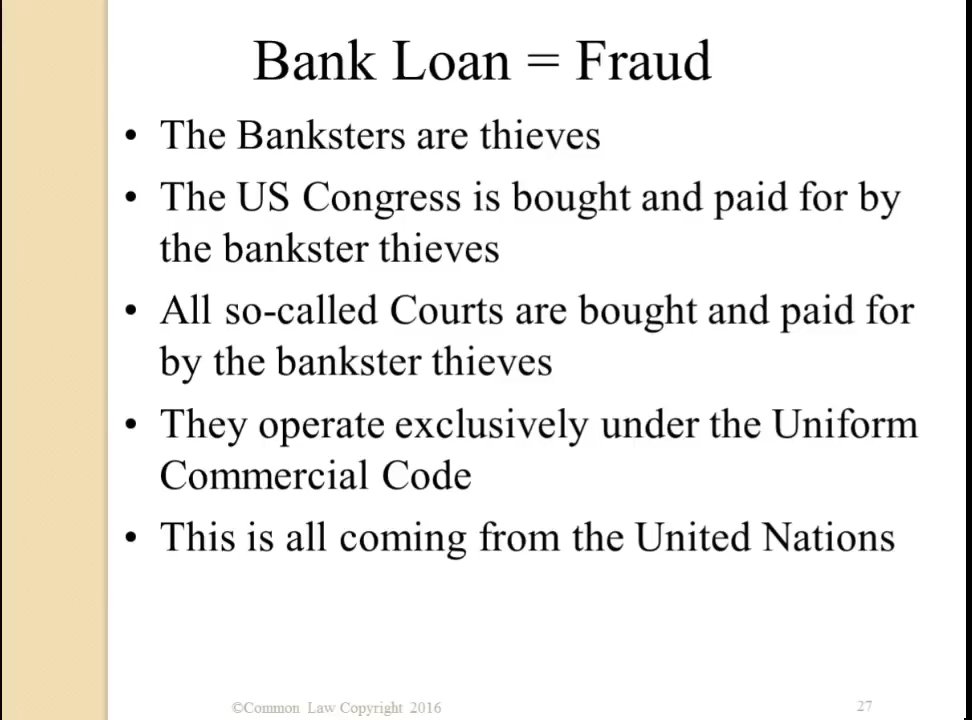 Bank Loan = Fraud
• The Banksters are thieves
• The US Congress is bought and paid for by
the bankster thieves
• All so-called Courts are bought and paid for
by the bankster thieves
• They operate exclusively under the Uniform
Commercial Code
• This is all coming from the United Nations
©Common Law Copyright 2016
27